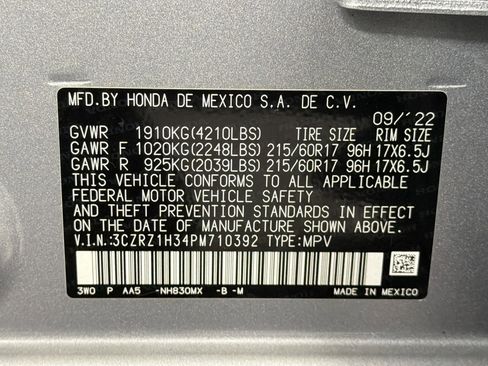 MFD.BY HONDA DE MEXICO S.A. DE C.V.
09/'22
GVWR 1910KG(4210LBS) TIRE SIZE RIM SIZE
GAWR F 1020KG(2248LBS) 215/60R17 96H 17X6.5J
GAWR R 925KG(2039LBS) 215/60R17 96H 17X6.5J
THIS VEHICLE CONFORMS TO ALL APPLICABLE
FEDERAL MOTOR VEHICLE SAFETY
STANDARDS IN EFFECT ON THE
DATE OF MANUFACTURE SHOWN ABOVE.
V.I.N.:3CZRZ1H34PM710392 TYPE:MPV
3W0 P AA5 -NH830MX -B -M MADE IN MEXICO